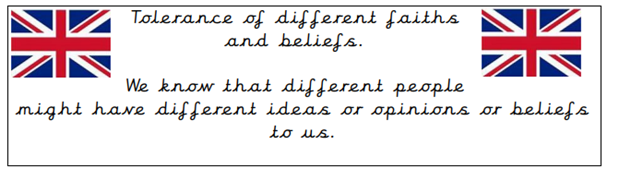 Tolerance of different faiths
and beliefs.
We know that different people
might have different ideas or opinions or beliefs
to us.